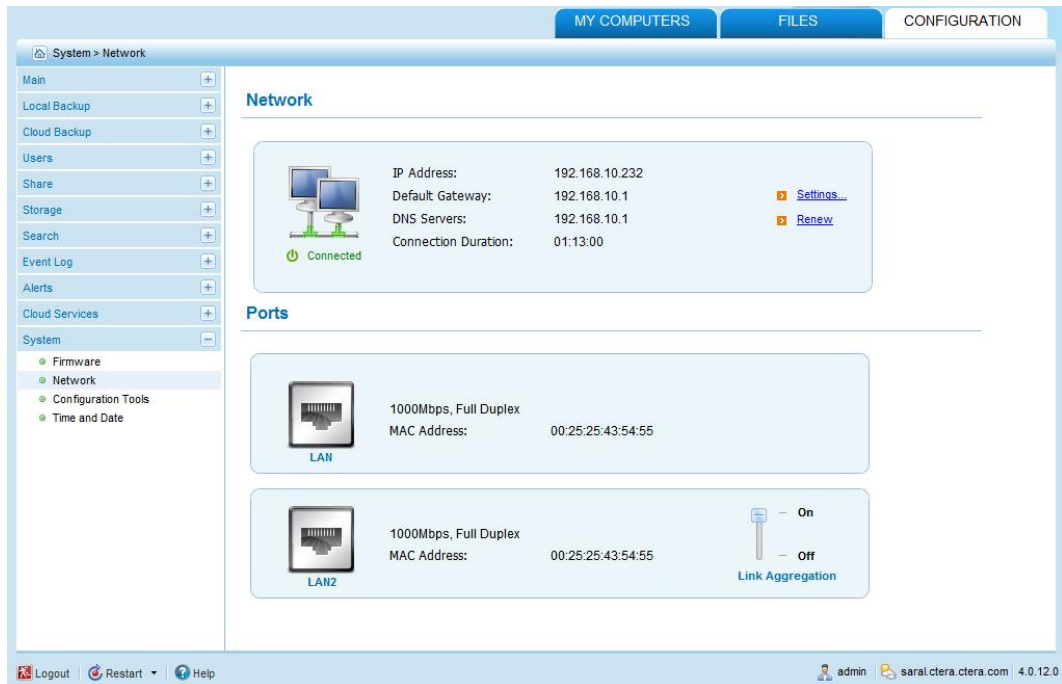 MY COMPUTERS
FILES
CONFIGURATION
System > Network
Main
Local Backup
Cloud Backup
Users
Share
Storage
Search
Event Log
Alerts
Cloud Services
System
Firmware
Network
Configuration Tools
Time and Date
Network
IP Address: 192.168.10.232
Default Gateway: 192.168.10.1 Settings...
DNS Servers: 192.168.10.1 Renew
Connection Duration: 01:13:00
Connected
Ports
1000Mbps, Full Duplex
MAC Address: 00:25:25:43:54:55
LAN
On
1000Mbps, Full Duplex
MAC Address: 00:25:25:43:54:55 Off
Link Aggregation
LAN2
Logout Restart Help admin saral.ctera.ctera.com 4.0.12.0